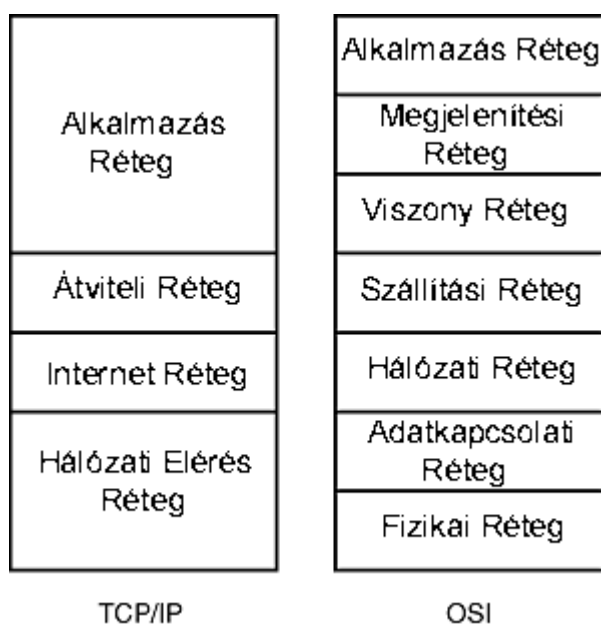 Alkalmazás
Réteg
Átviteli Réteg
Internet Réteg
Hálózati Elérés
Réteg
TCP/IP
Alkalmazás Réteg
Megjelenítési
Réteg
Viszony Réteg
Szállítási Réteg
Hálózati Réteg
Adatkapcsolati
Réteg
Fizikai Réteg
OSI